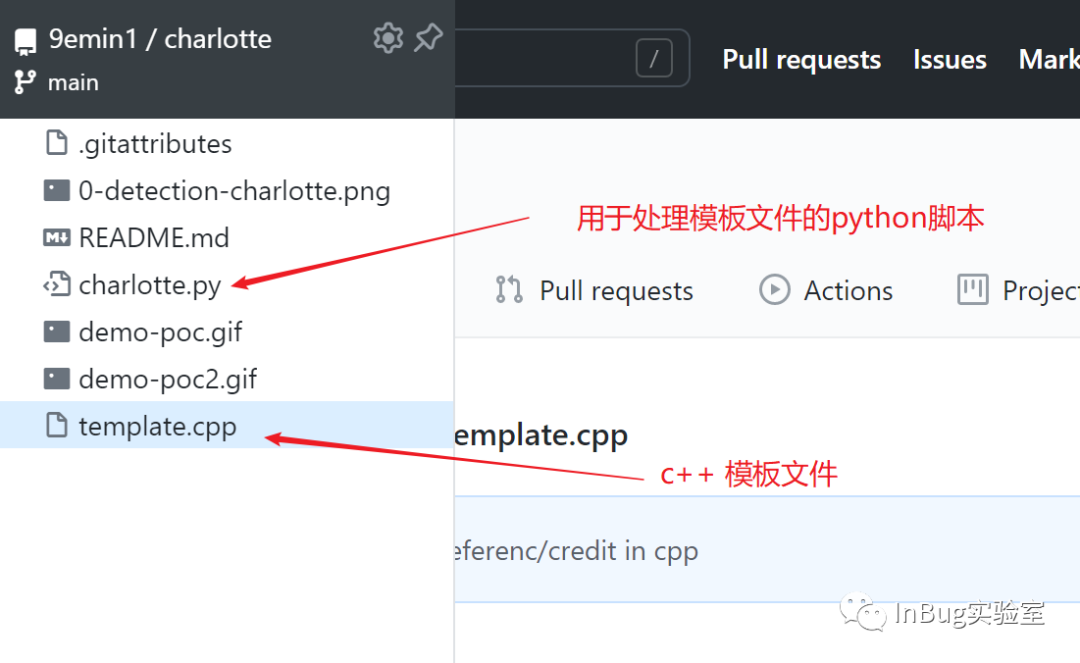 9emin1 / charlotte
main
/
Pull requests
Issues
Mark
.gitattributes
0-detection-charlotte.png
README.md
charlotte.py
demo-poc.gif
demo-poc2.gif
template.cpp
用于处理模板文件的python脚本
Pull requests
Actions
Project
emplate.cpp
c++ 模板文件
eferenc/credit in cpp
InBug实验室